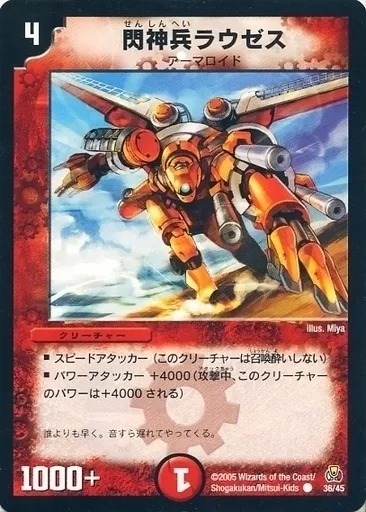 4
せんしんへい
閃神兵ラウゼス
アーマロイド
illus. Miya
クリーチャー
■ スピードアタッカー (このクリーチャーは召喚酔いしない)
■ パワーアタッカー +4000 (攻撃中、このクリーチャー
のパワーは+4000 される)
誰よりも早く。音すら遅れてやってくる。
1000+
1
©2005 Wizards of the Coast/
Shogakukan/Mitsui-Kids
36/45